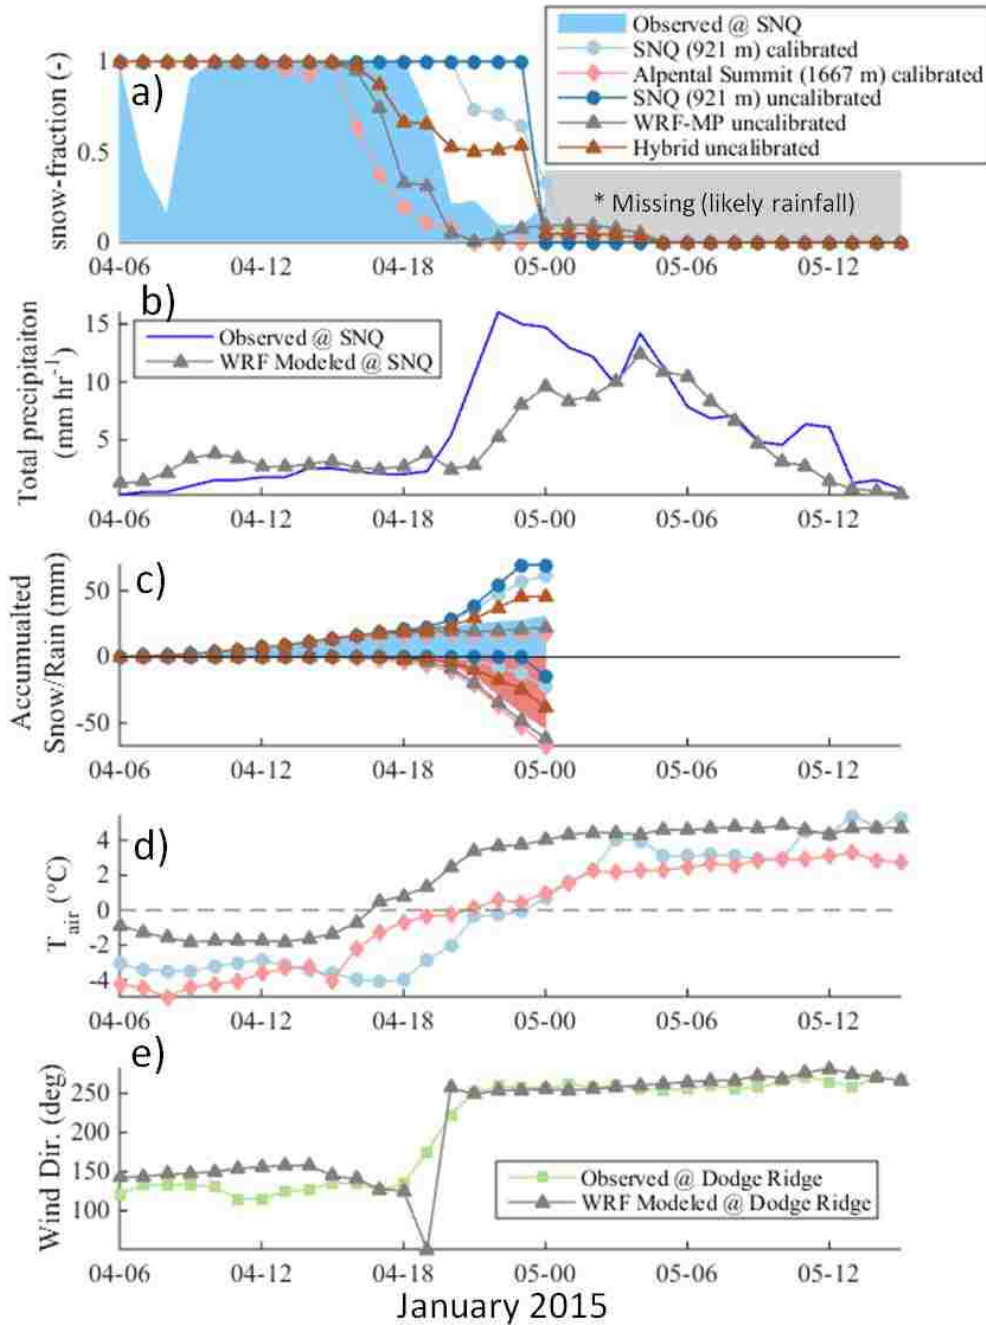 Observed @ SNQ
SNQ (921 m) calibrated
Alpental Summit (1667 m) calibrated
SNQ (921 m) uncalibrated
WRF-MP uncalibrated
Hybrid uncalibrated
a)
snow-fraction (-)
1
0.5
0
* Missing (likely rainfall)
04-06 04-12 04-18 05-00 05-06 05-12
b)
Total precipitaiton
(mm hr⁻¹)
15
10
5
Observed @ SNQ
WRF Modeled @ SNQ
04-06 04-12 04-18 05-00 05-06 05-12
c)
Accumualted
Snow/Rain (mm)
50
0
-50
04-06 04-12 04-18 05-00 05-06 05-12
d)
T_air (°C)
4
2
0
-2
-4
04-06 04-12 04-18 05-00 05-06 05-12
e)
Wind Dir. (deg)
250
200
150
100
Observed @ Dodge Ridge
WRF Modeled @ Dodge Ridge
04-06 04-12 04-18 05-00 05-06 05-12
January 2015